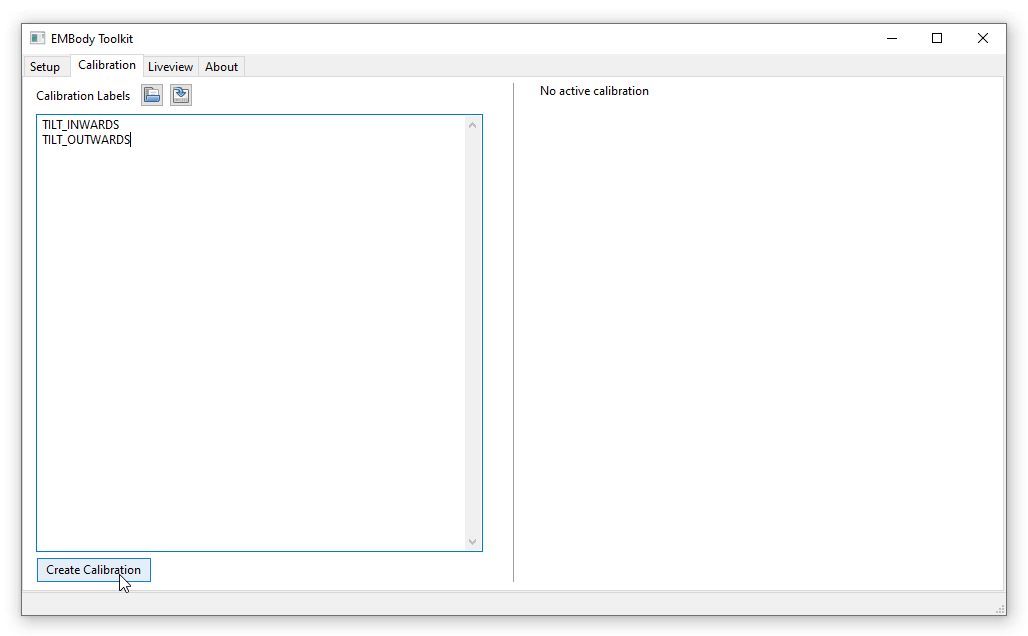 EMBody Toolkit
Setup Calibration Liveview About
Calibration Labels
No active calibration
TILT_INWARDS
TILT_OUTWARDS
Create Calibration